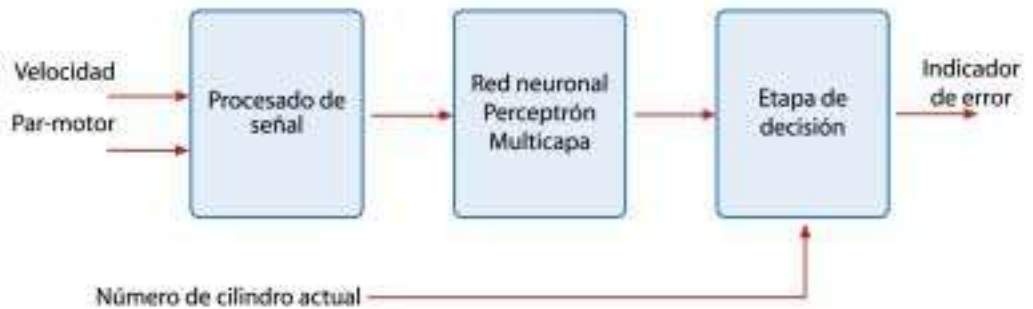 Velocidad
Par-motor
Procesado de
señal
Red neuronal
Perceptrón
Multicapa
Etapa de
decisión
Indicador
de error
Número de cilindro actual